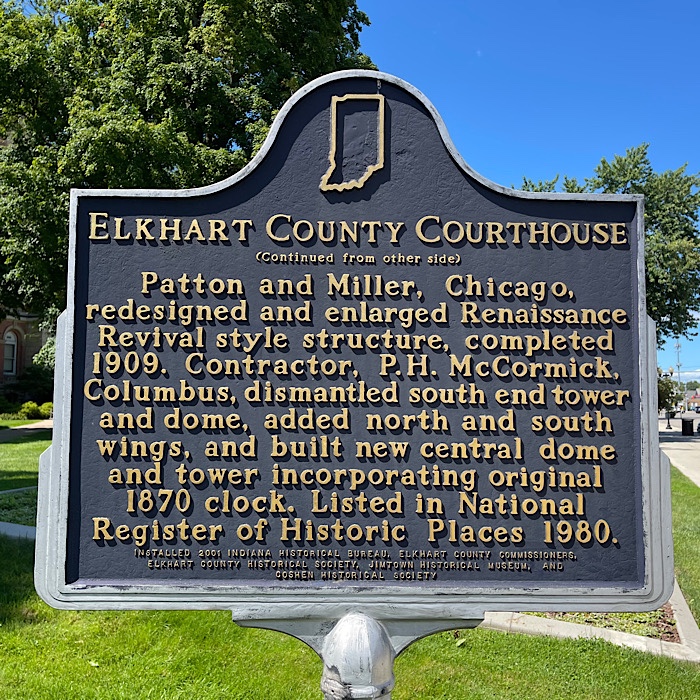 Elkhart County Courthouse
(Continued from other side)
Patton and Miller, Chicago,
redesigned and enlarged Renaissance
Revival style structure, completed
1909. Contractor, P.H. McCormick,
Columbus, dismantled south end tower
and dome, added north and south
wings, and built new central dome
and tower incorporating original
1870 clock. Listed in National
Register of Historic Places 1980.
INSTALLED 2001 INDIANA HISTORICAL BUREAU, ELKHART COUNTY COMMISSIONERS,
ELKHART COUNTY HISTORICAL SOCIETY, JIMTOWN HISTORICAL MUSEUM, AND
GOSHEN HISTORICAL SOCIETY